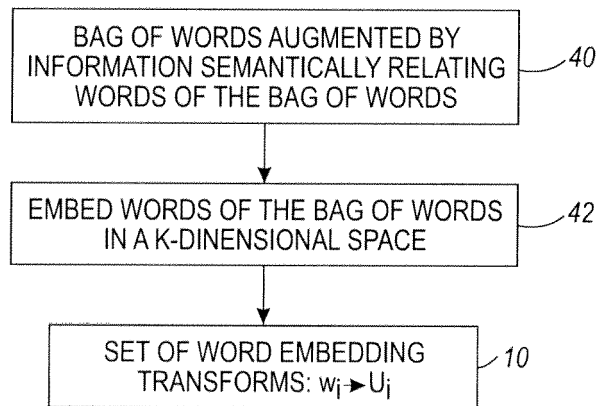 BAG OF WORDS AUGMENTED BY
INFORMATION SEMANTICALLY RELATING
WORDS OF THE BAG OF WORDS
40
EMBED WORDS OF THE BAG OF WORDS
IN A K-DINENSIONAL SPACE
42
SET OF WORD EMBEDDING
TRANSFORMS: wi→Ui
10